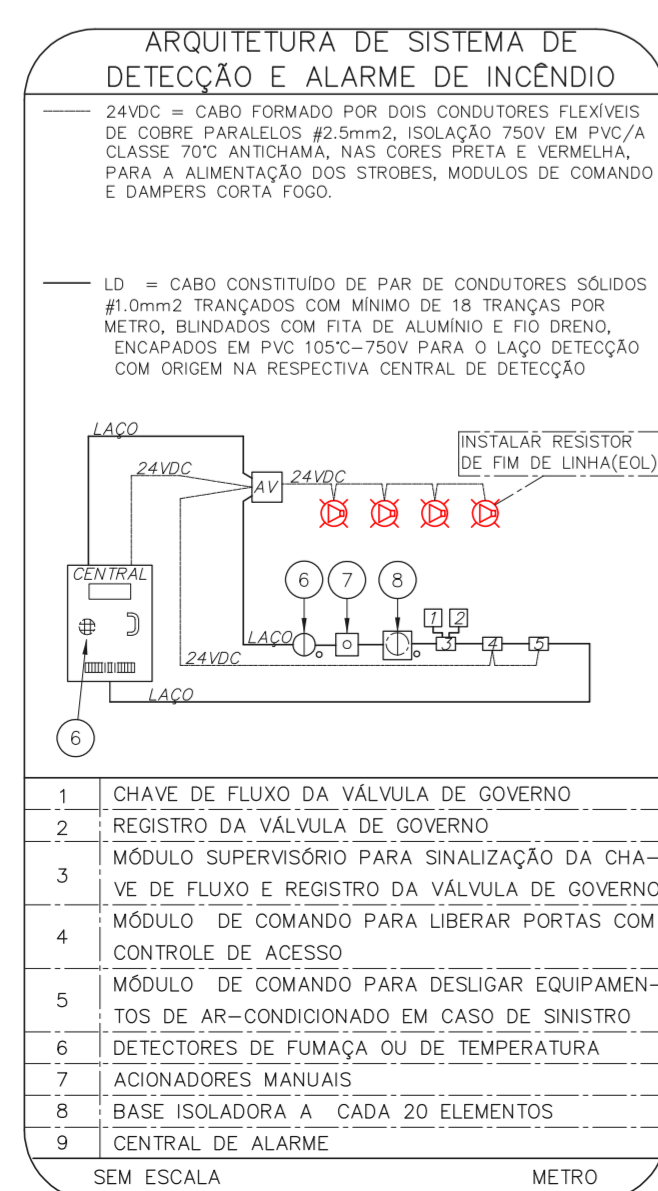 ARQUITETURA DE SISTEMA DE
DETECÇÃO E ALARME DE INCÊNDIO
24VDC = CABO FORMADO POR DOIS CONDUTORES FLEXÍVEIS
DE COBRE PARALELOS #2.5mm2, ISOLAÇÃO 750V EM PVC/A
CLASSE 70°C ANTICHAMA, NAS CORES PRETA E VERMELHA,
PARA A ALIMENTAÇÃO DOS STROBES, MODULOS DE COMANDO
E DAMPERS CORTA FOGO.
LD = CABO CONSTITUÍDO DE PAR DE CONDUTORES SÓLIDOS
#1.0mm2 TRANÇADOS COM MÍNIMO DE 18 TRANÇAS POR
METRO, BLINDADOS COM FITA DE ALUMÍNIO E FIO DRENO,
ENCAPADOS EM PVC 105°C-750V PARA O LAÇO DETECÇÃO
COM ORIGEM NA RESPECTIVA CENTRAL DE DETECÇÃO
LAÇO
INSTALAR RESISTOR
DE FIM DE LINHA(EOL)
24VDC
AV
24VDC
CENTRAL
6
7
8
1
2
LAÇO
3
4
5
24VDC
LAÇO
6
1 CHAVE DE FLUXO DA VÁLVULA DE GOVERNO
2 REGISTRO DA VÁLVULA DE GOVERNO
3 MÓDULO SUPERVISÓRIO PARA SINALIZAÇÃO DA CHA-
VE DE FLUXO E REGISTRO DA VÁLVULA DE GOVERNO
4 MÓDULO DE COMANDO PARA LIBERAR PORTAS COM
CONTROLE DE ACESSO
5 MÓDULO DE COMANDO PARA DESLIGAR EQUIPAMEN-
TOS DE AR-CONDICIONADO EM CASO DE SINISTRO
6 DETECTORES DE FUMAÇA OU DE TEMPERATURA
7 ACIONADORES MANUAIS
8 BASE ISOLADORA A CADA 20 ELEMENTOS
9 CENTRAL DE ALARME
SEM ESCALA METRO